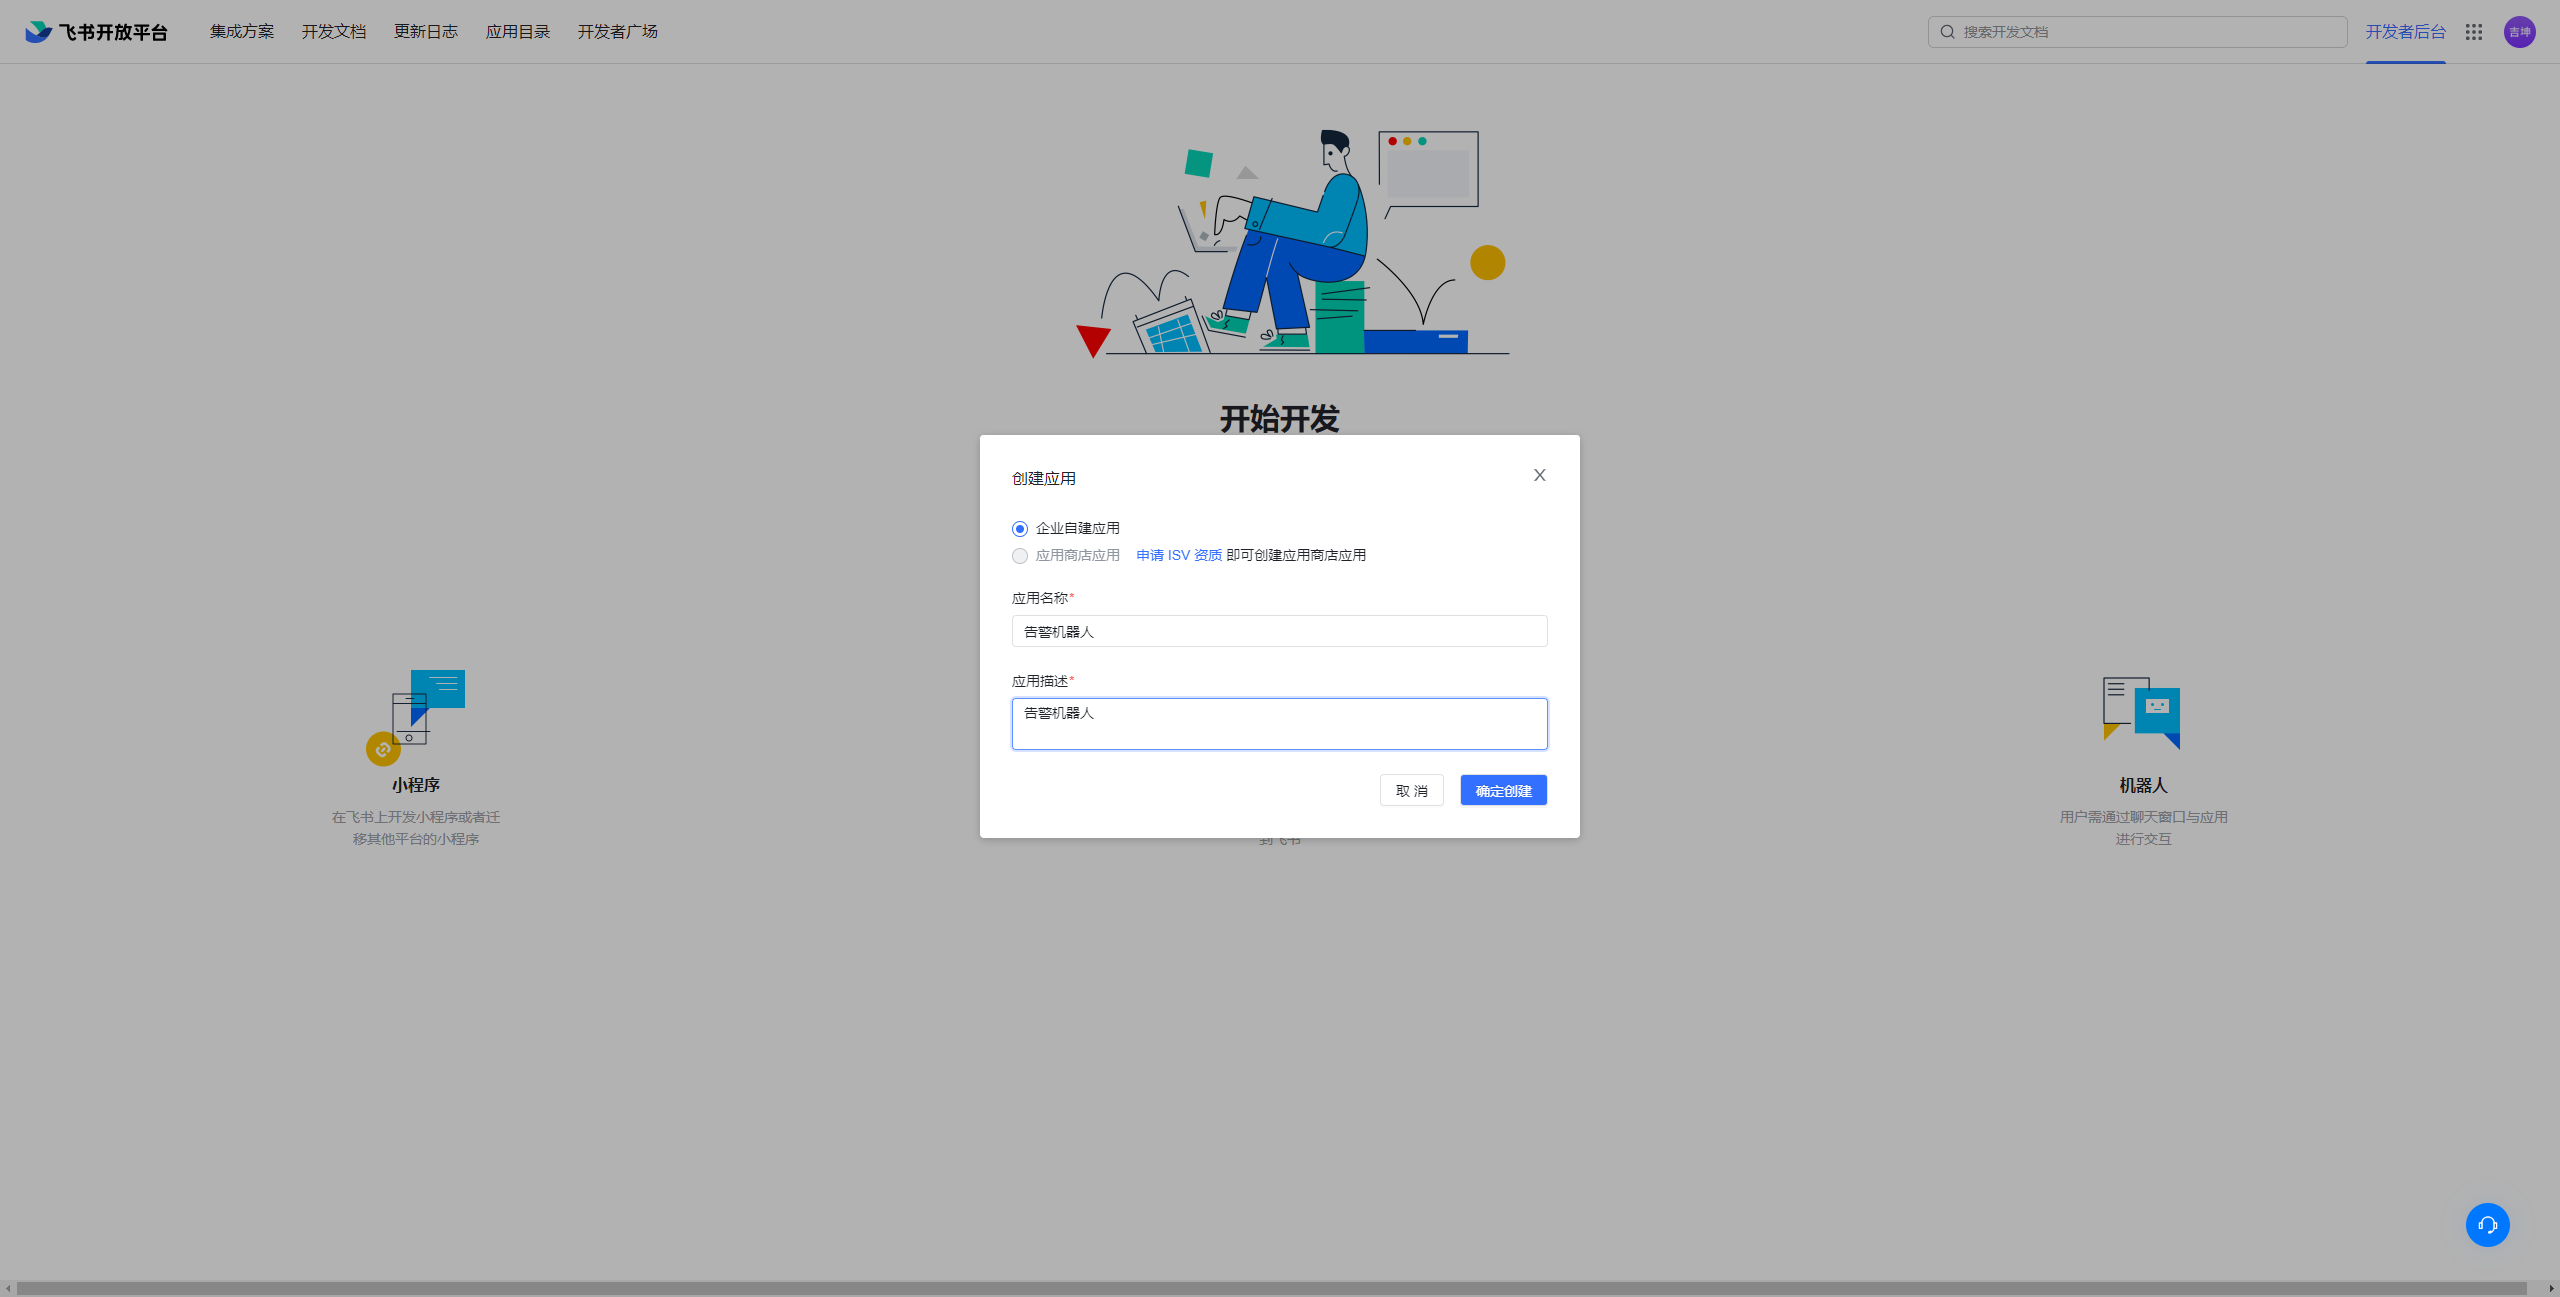 飞书开放平台
集成方案
开发文档
更新日志
应用目录
开发者广场
搜索开发文档
开发者后台
吉坤
开始开发
创建应用
X
企业自建应用
应用商店应用 申请 ISV 资质 即可创建应用商店应用
应用名称*
告警机器人
应用描述*
告警机器人
取 消
确定创建
小程序
在飞书上开发小程序或者迁
移其他平台的小程序
到飞书
机器人
用户需通过聊天窗口与应用
进行交互